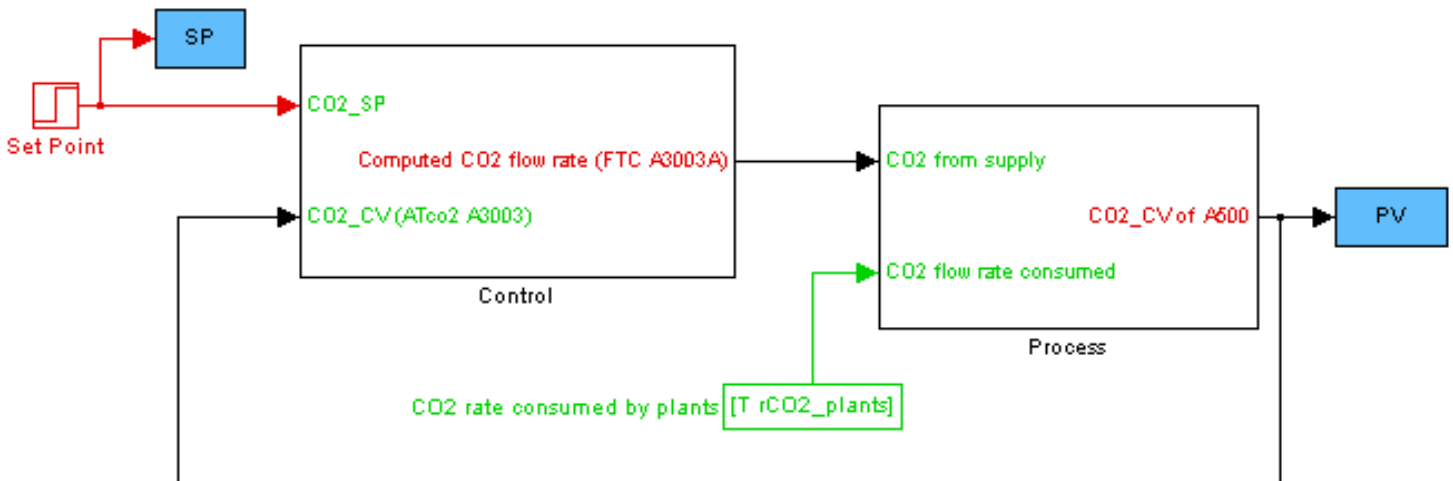 SP
CO2_SP
Set Point
Computed CO2 flow rate (FTC A3003A)
CO2 from supply
CO2_CV(ATco2 A3003)
CO2_CV of A500
PV
CO2 flow rate consumed
Control
Process
CO2 rate consumed by plants [T rCO2_plants]